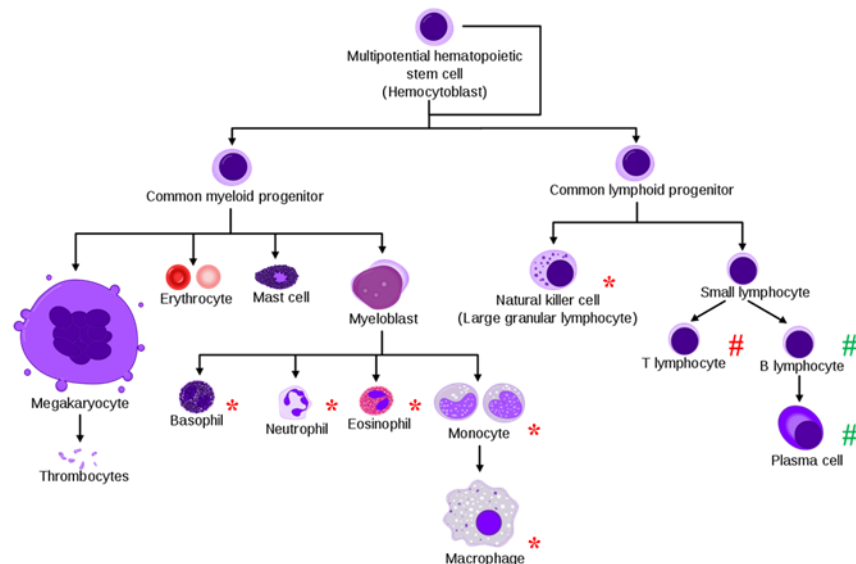 Multipotential hematopoietic
stem cell
(Hemocytoblast)
Common myeloid progenitor
Common lymphoid progenitor
Erythrocyte
Mast cell
Myeloblast
Natural killer cell *
(Large granular lymphocyte)
Small lymphocyte
T lymphocyte #
B lymphocyte #
Megakaryocyte
Basophil *
Neutrophil *
Eosinophil *
Monocyte *
Plasma cell #
Thrombocytes
Macrophage *